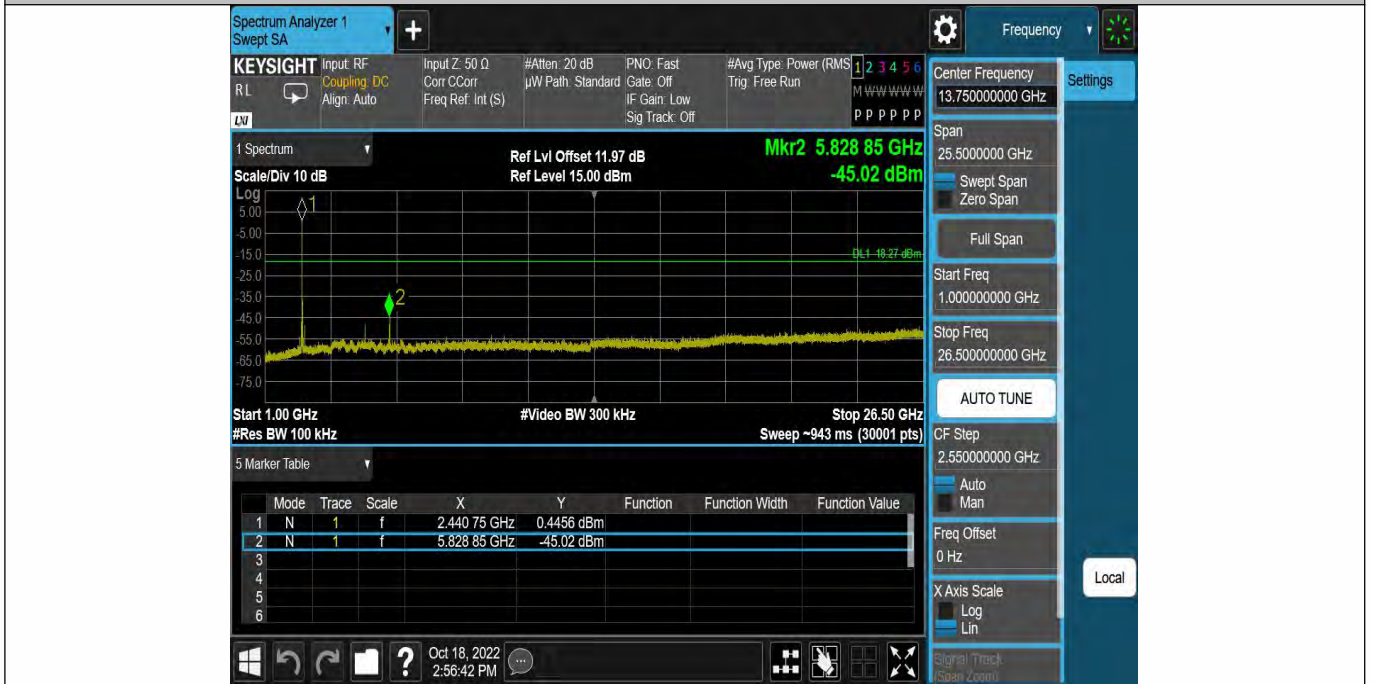 Spectrum Analyzer 1
Swept SA
+
Frequency
KEYSIGHT
Input: RF
Input Z: 50 Ω
#Atten: 20 dB
PNO: Fast
#Avg Type: Power (RMS
1 2 3 4 5 6
RL
Coupling: DC
Corr CCorr
µW Path: Standard
Gate: Off
Trig: Free Run
M W W W W W
Align: Auto
Freq Ref: Int (S)
IF Gain: Low
LXI
Sig Track: Off
P P P P P P
1 Spectrum
Ref Lvl Offset 11.97 dB
Mkr2 5.828 85 GHz
Scale/Div 10 dB
Ref Level 15.00 dBm
-45.02 dBm
Log
1
5.00
-5.00
-15.0
DL1 -18.27 dBm
-25.0
-35.0
2
-45.0
-55.0
-65.0
-75.0
Start 1.00 GHz
#Video BW 300 kHz
Stop 26.50 GHz
#Res BW 100 kHz
Sweep ~943 ms (30001 pts)
5 Marker Table
Mode Trace Scale X Y Function Function Width Function Value
1 N 1 f 2.440 75 GHz 0.4456 dBm
2 N 1 f 5.828 85 GHz -45.02 dBm
3
4
5
6
?
Oct 18, 2022
2:56:42 PM
Center Frequency
13.750000000 GHz
Settings
Span
25.5000000 GHz
Swept Span
Zero Span
Full Span
Start Freq
1.000000000 GHz
Stop Freq
26.500000000 GHz
AUTO TUNE
CF Step
2.550000000 GHz
Auto
Man
Freq Offset
0 Hz
Local
X Axis Scale
Log
Lin
Signal Track
(Span Zoom)